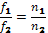 f₁/f₂ = n₁/n₂